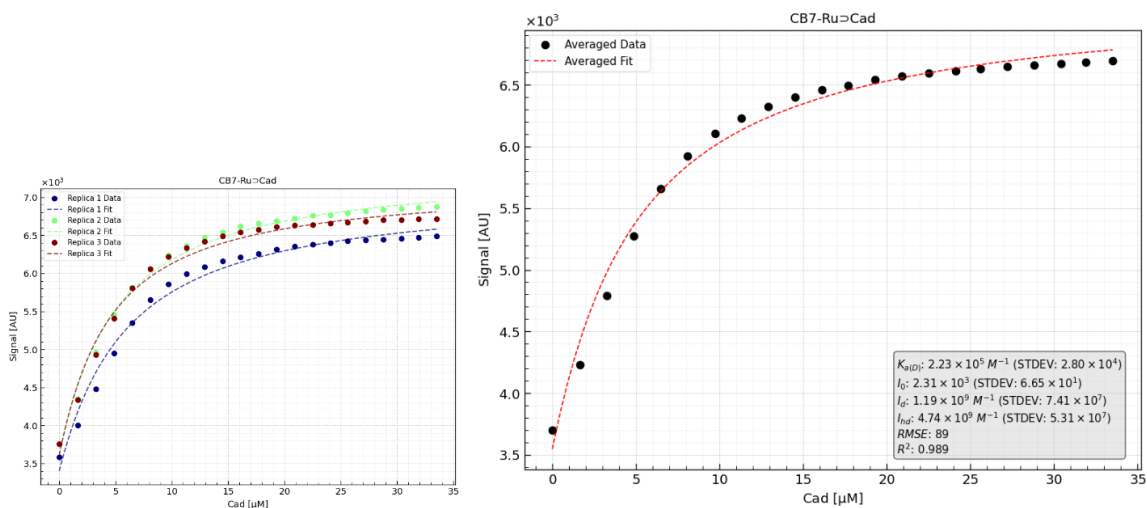 CB7-Ru⊃Cad
×10³
Replica 1 Data
Replica 1 Fit
Replica 2 Data
Replica 2 Fit
Replica 3 Data
Replica 3 Fit
7.0
6.5
6.0
5.5
5.0
4.5
4.0
3.5
Signal [AU]
0 5 10 15 20 25 30 35
Cad [μM]
CB7-Ru⊃Cad
×10³
Averaged Data
Averaged Fit
6.5
6.0
5.5
5.0
4.5
4.0
3.5
Signal [AU]
K_a(D): 2.23 × 10⁵ M⁻¹ (STDEV: 2.80 × 10⁴)
I₀: 2.31 × 10³ (STDEV: 6.65 × 10¹)
I_d: 1.19 × 10⁹ M⁻¹ (STDEV: 7.41 × 10⁷)
I_hd: 4.74 × 10⁹ M⁻¹ (STDEV: 5.31 × 10⁷)
RMSE: 89
R²: 0.989
0 5 10 15 20 25 30 35
Cad [μM]